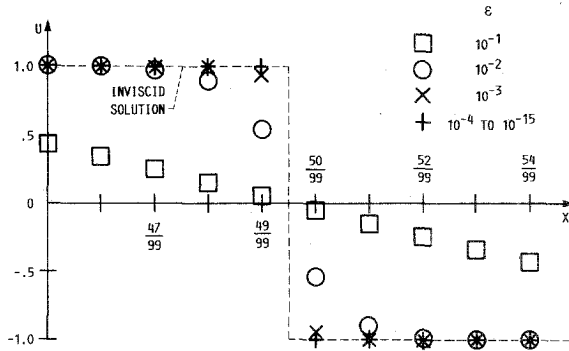 ε
U
10⁻¹
1.0
10⁻²
INVISCID
SOLUTION
10⁻³
10⁻⁴ TO 10⁻¹⁵
.5
50/99
52/99
54/99
0
X
47/99
49/99
-.5
-1.0